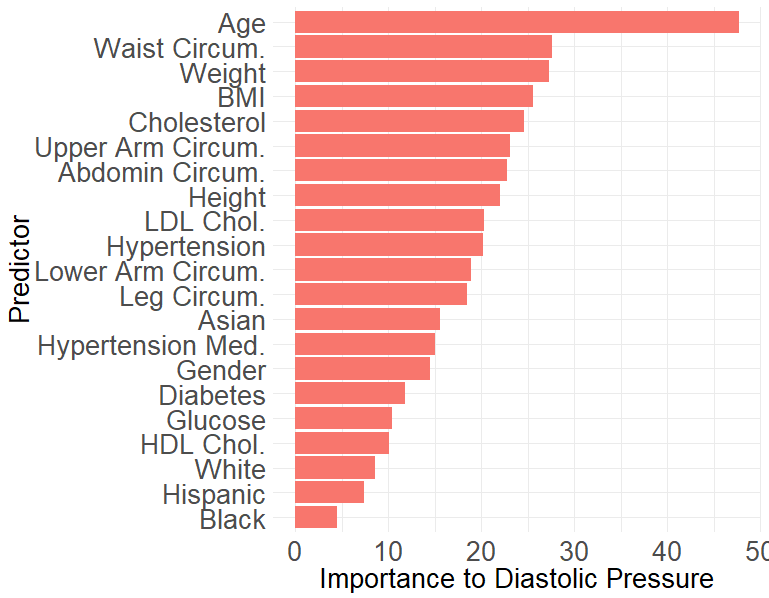 Predictor
Age
Waist Circum.
Weight
BMI
Cholesterol
Upper Arm Circum.
Abdomin Circum.
Height
LDL Chol.
Hypertension
Lower Arm Circum.
Leg Circum.
Asian
Hypertension Med.
Gender
Diabetes
Glucose
HDL Chol.
White
Hispanic
Black
0 10 20 30 40 50
Importance to Diastolic Pressure